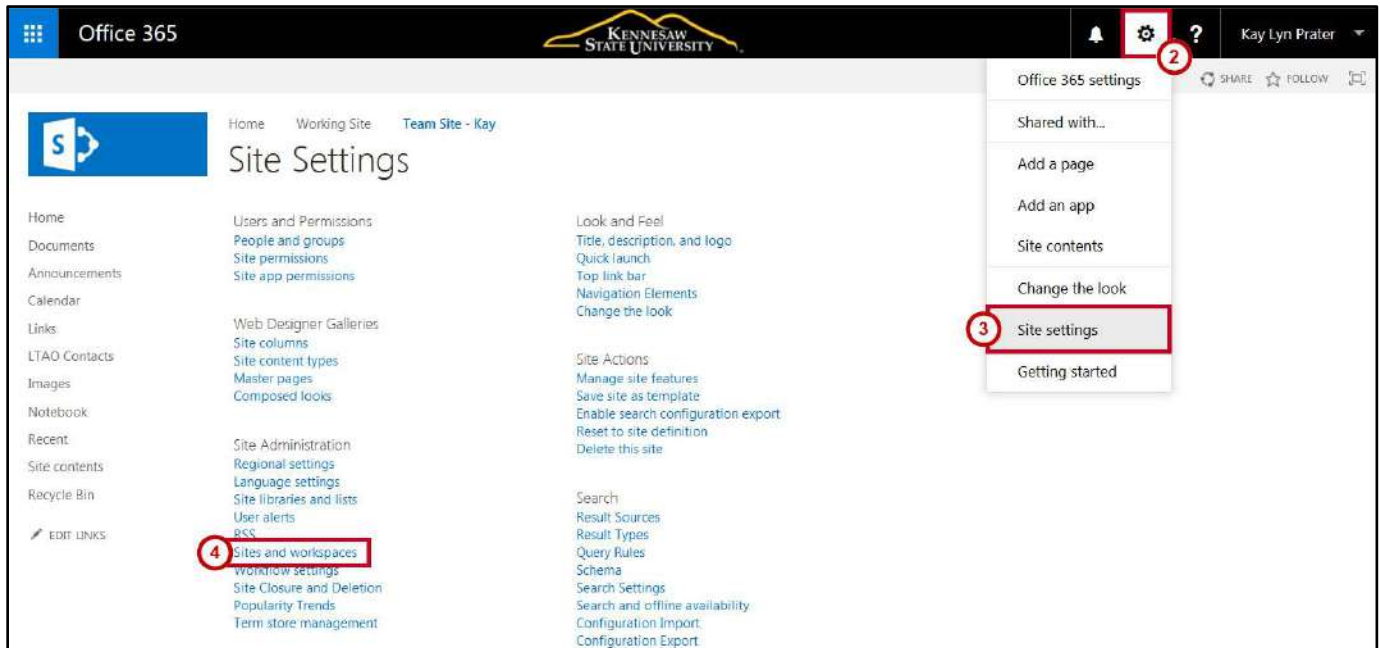 Office 365
KENNESAW
STATE UNIVERSITY
2
?
Kay Lyn Prater
SHARE
FOLLOW
Office 365 settings
Shared with...
Add a page
Add an app
Site contents
Change the look
3
Site settings
Getting started
S
Home
Working Site
Team Site - Kay
Site Settings
Home
Documents
Announcements
Calendar
Links
LTAO Contacts
Images
Notebook
Recent
Site contents
Recycle Bin
EDIT LINKS
Users and Permissions
People and groups
Site permissions
Site app permissions
Web Designer Galleries
Site columns
Site content types
Master pages
Composed looks
Site Administration
Regional settings
Language settings
Site libraries and lists
User alerts
RSS
4
Sites and workspaces
Workflow settings
Site Closure and Deletion
Popularity Trends
Term store management
Look and Feel
Title, description, and logo
Quick launch
Top link bar
Navigation Elements
Change the look
Site Actions
Manage site features
Save site as template
Enable search configuration export
Reset to site definition
Delete this site
Search
Result Sources
Result Types
Query Rules
Schema
Search Settings
Search and offline availability
Configuration Import
Configuration Export